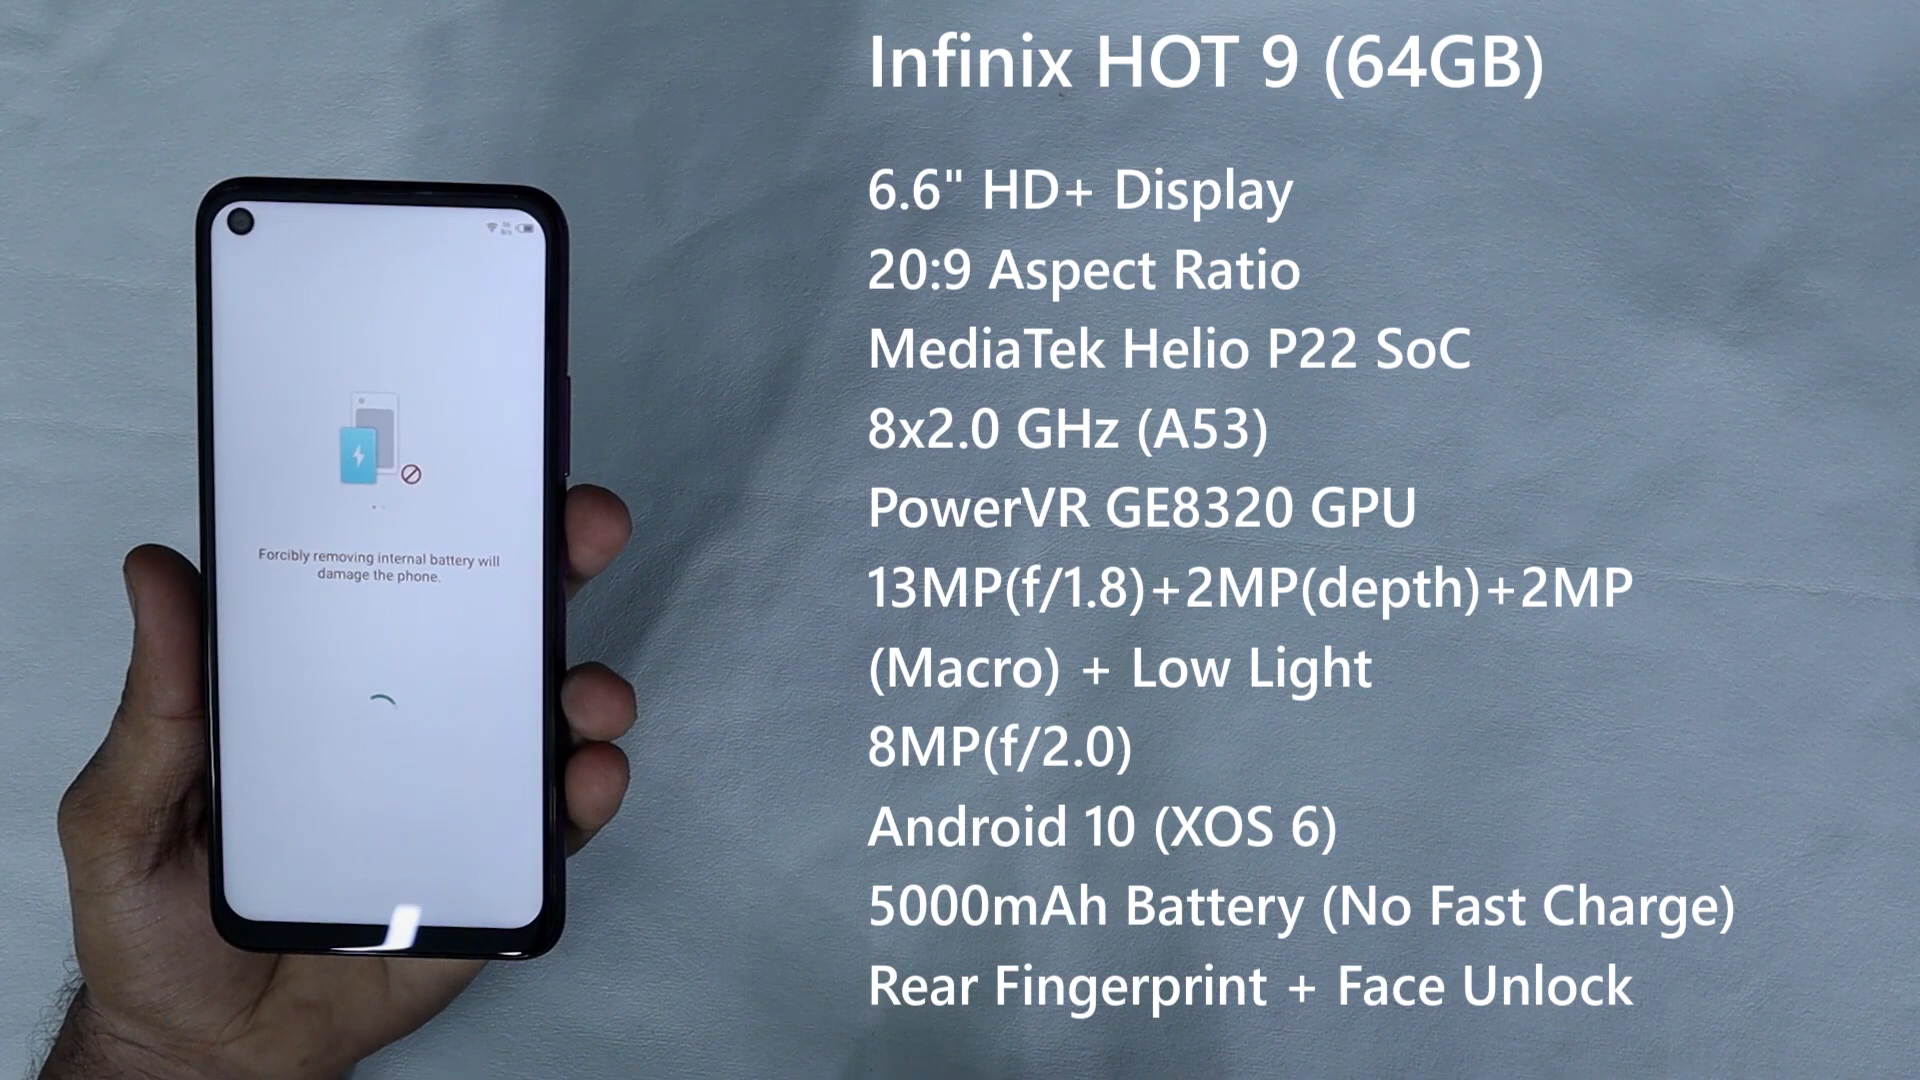 Infinix HOT 9 (64GB)
6.6" HD+ Display
20:9 Aspect Ratio
MediaTek Helio P22 SoC
8x2.0 GHz (A53)
PowerVR GE8320 GPU
13MP(f/1.8)+2MP(depth)+2MP
(Macro) + Low Light
8MP(f/2.0)
Android 10 (XOS 6)
5000mAh Battery (No Fast Charge)
Rear Fingerprint + Face Unlock
Forcibly removing internal battery will
damage the phone.